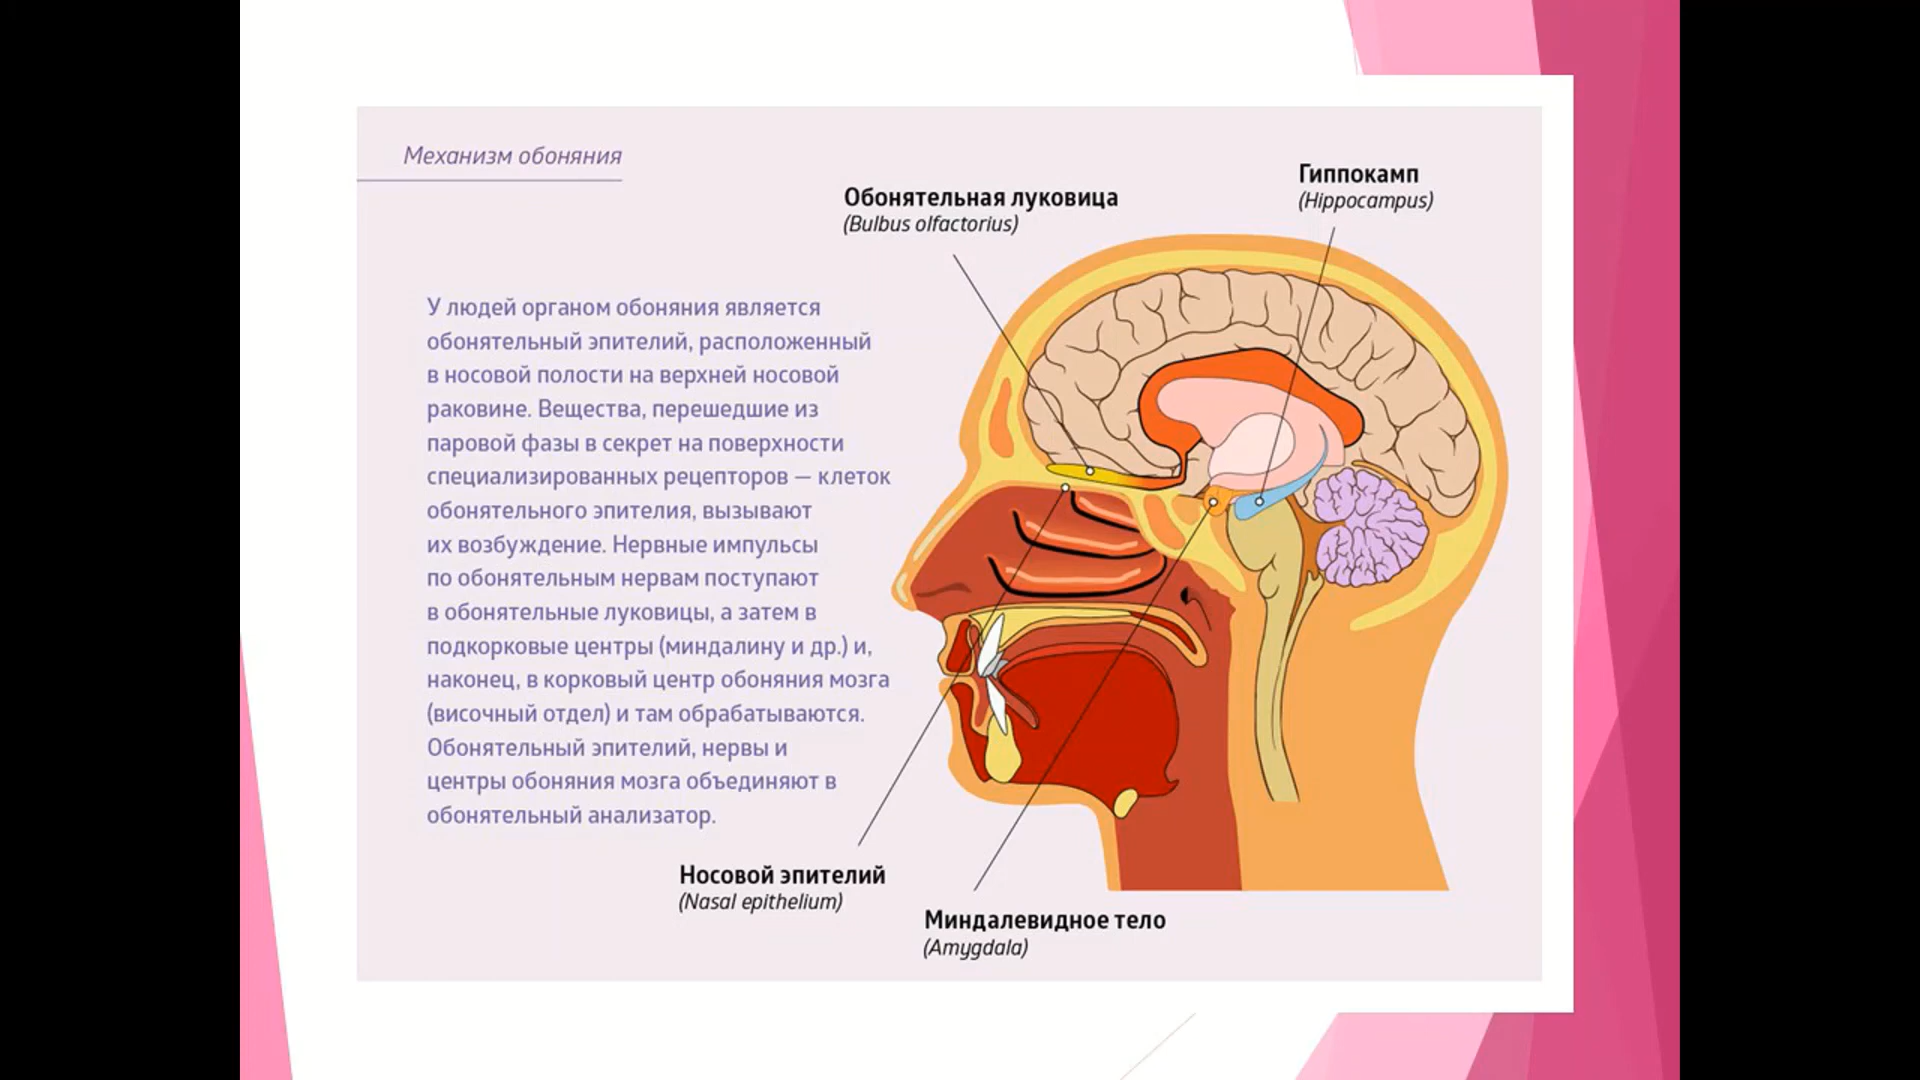 Механизм обоняния
Обонятельная луковица
(Bulbus olfactorius)
Гиппокамп
(Hippocampus)
У людей органом обоняния является
обонятельный эпителий, расположенный
в носовой полости на верхней носовой
раковине. Вещества, перешедшие из
паровой фазы в секрет на поверхности
специализированных рецепторов — клеток
обонятельного эпителия, вызывают
их возбуждение. Нервные импульсы
по обонятельным нервам поступают
в обонятельные луковицы, а затем в
подкорковые центры (миндалину и др.) и,
наконец, в корковый центр обоняния мозга
(височный отдел) и там обрабатываются.
Обонятельный эпителий, нервы и
центры обоняния мозга объединяют в
обонятельный анализатор.
Носовой эпителий
(Nasal epithelium)
Миндалевидное тело
(Amygdala)